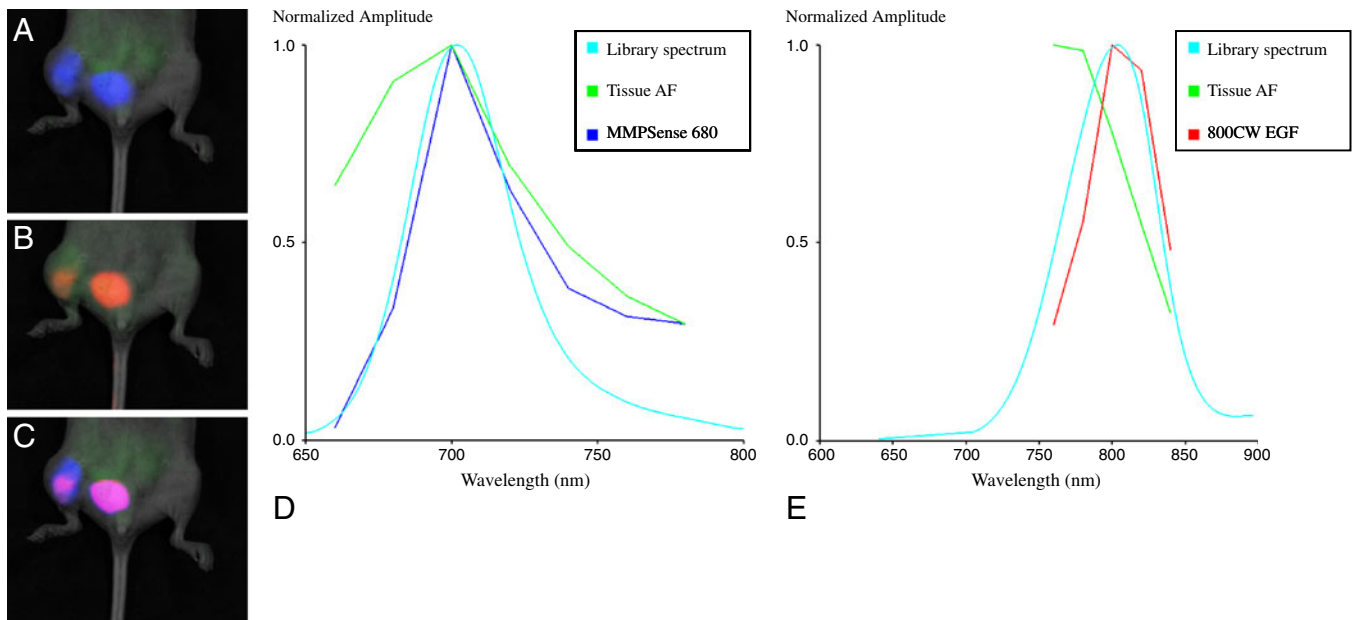 A
B
C
Normalized Amplitude
1.0
0.5
0.0
650
700
750
800
Wavelength (nm)
Library spectrum
Tissue AF
MMPSense 680
D
Normalized Amplitude
1.0
0.5
0.0
600
650
700
750
800
850
900
Wavelength (nm)
Library spectrum
Tissue AF
800CW EGF
E